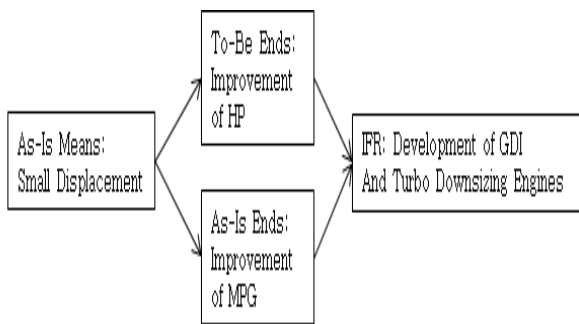 To-Be Ends:
Improvement
of HP
As-Is Means:
Small Displacement
IFR: Development of GDI
And Turbo Downsizing Engines
As-Is Ends:
Improvement
of MPG